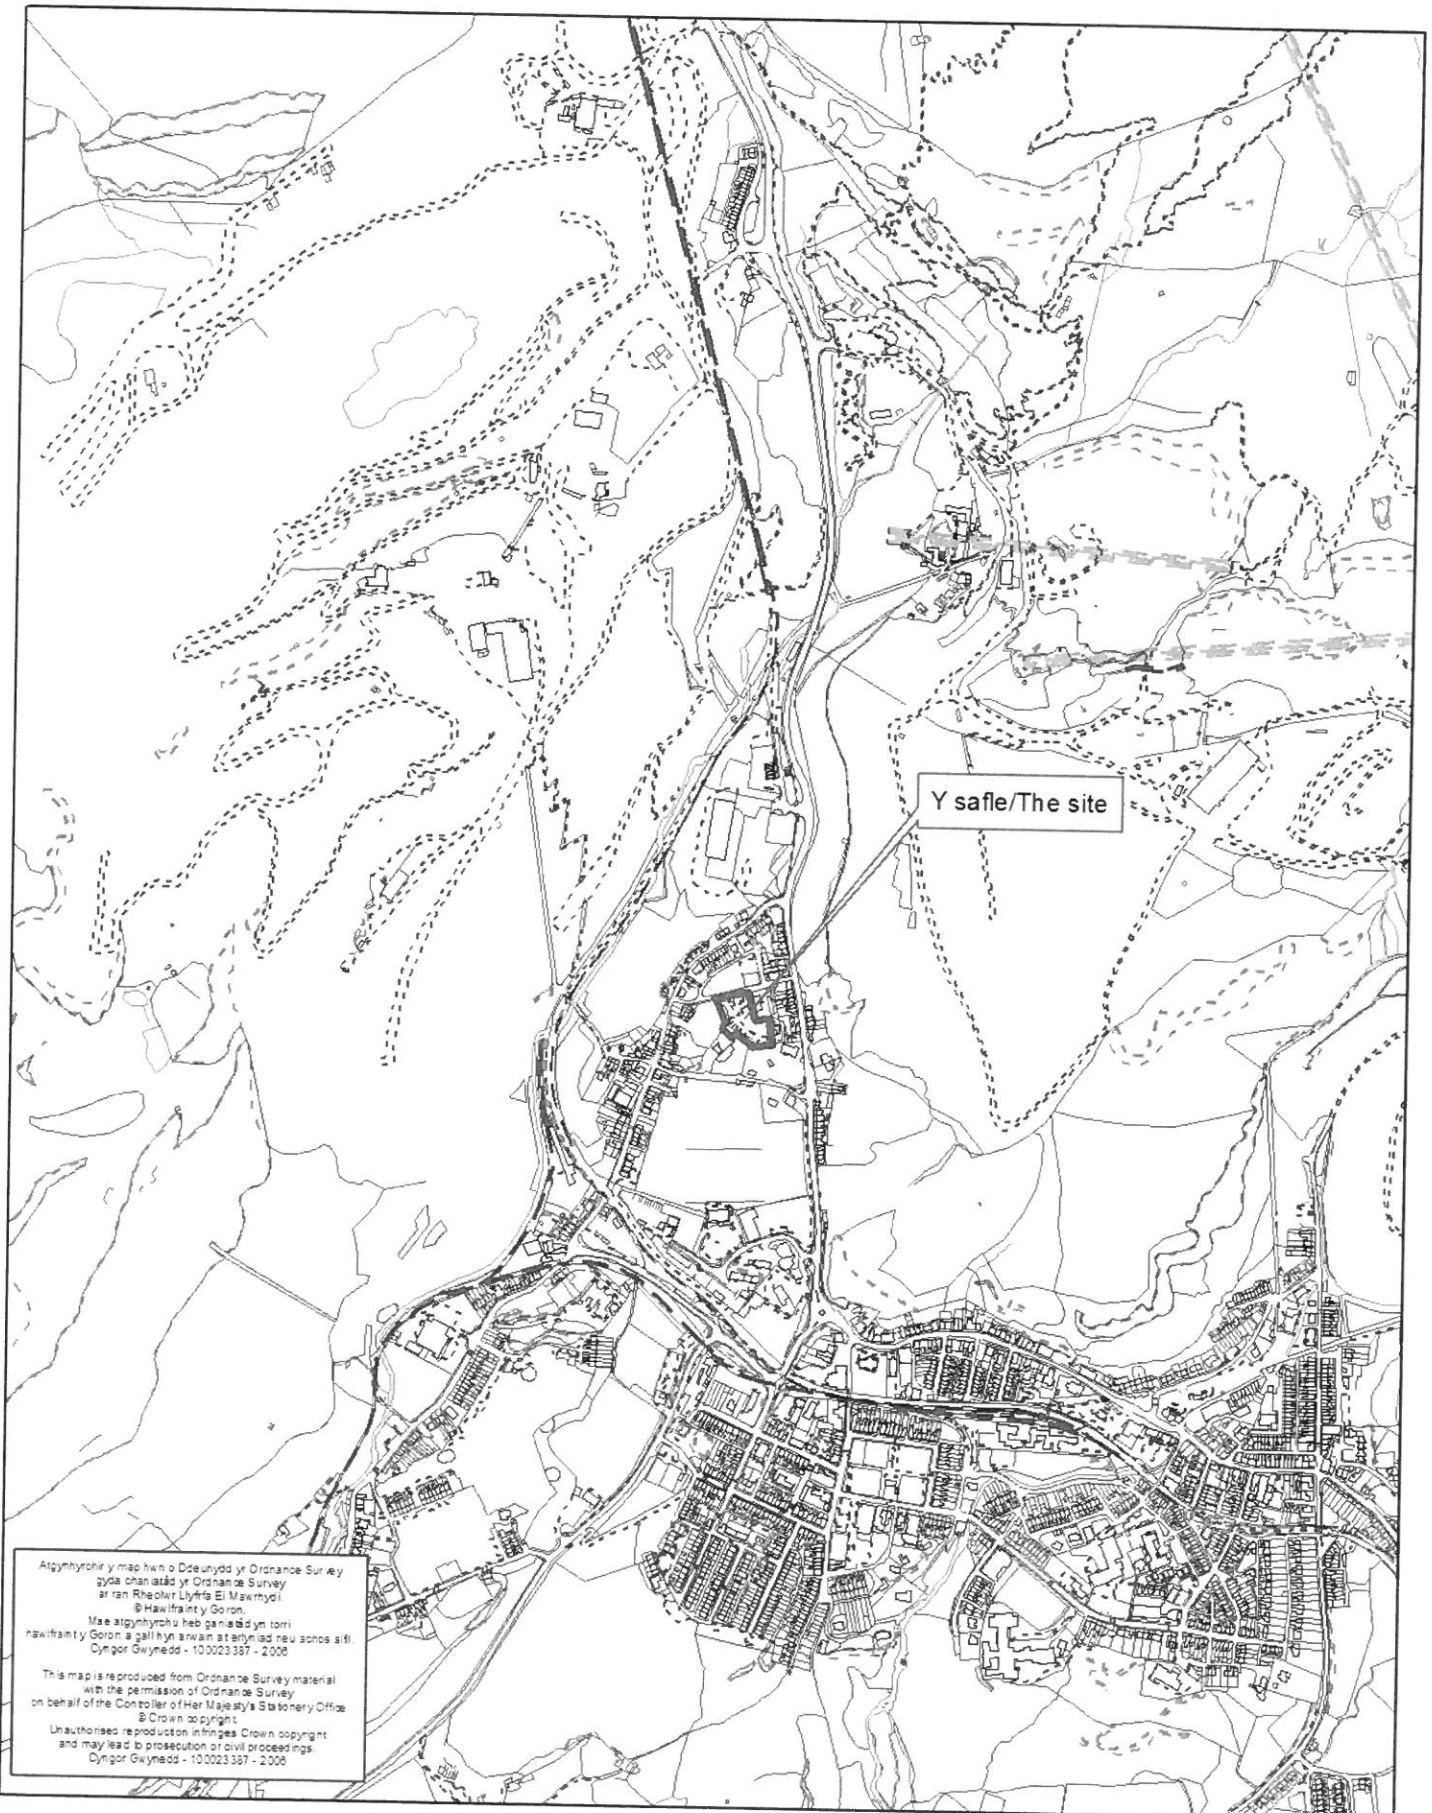 Y safle/The site
Atgynhyrchir y map hwn o Ddeunydd yr Ordnance Survey
gyda chaniatâd yr Ordnance Survey
ar ran Rheolwr Llyfrfa Ei Mawrhydi.
© Hawlfraint y Goron.
Mae atgynhyrchu heb ganiatâd yn torri
hawlfraint y Goron a gall hyn arwain at erlyniad neu achos sifil.
Cyngor Gwynedd - 100023387 - 2006
This map is reproduced from Ordnance Survey material
with the permission of Ordnance Survey
on behalf of the Controller of Her Majesty's Stationery Office
© Crown copyright.
Unauthorised reproduction infringes Crown copyright
and may lead to prosecution or civil proceedings.
Cyngor Gwynedd - 100023387 - 2006